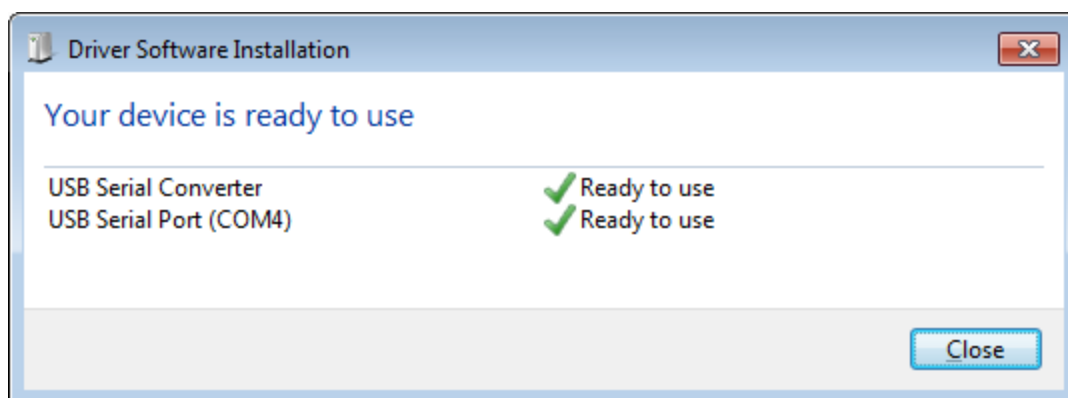 Driver Software Installation
Your device is ready to use
USB Serial Converter Ready to use
USB Serial Port (COM4) Ready to use
Close